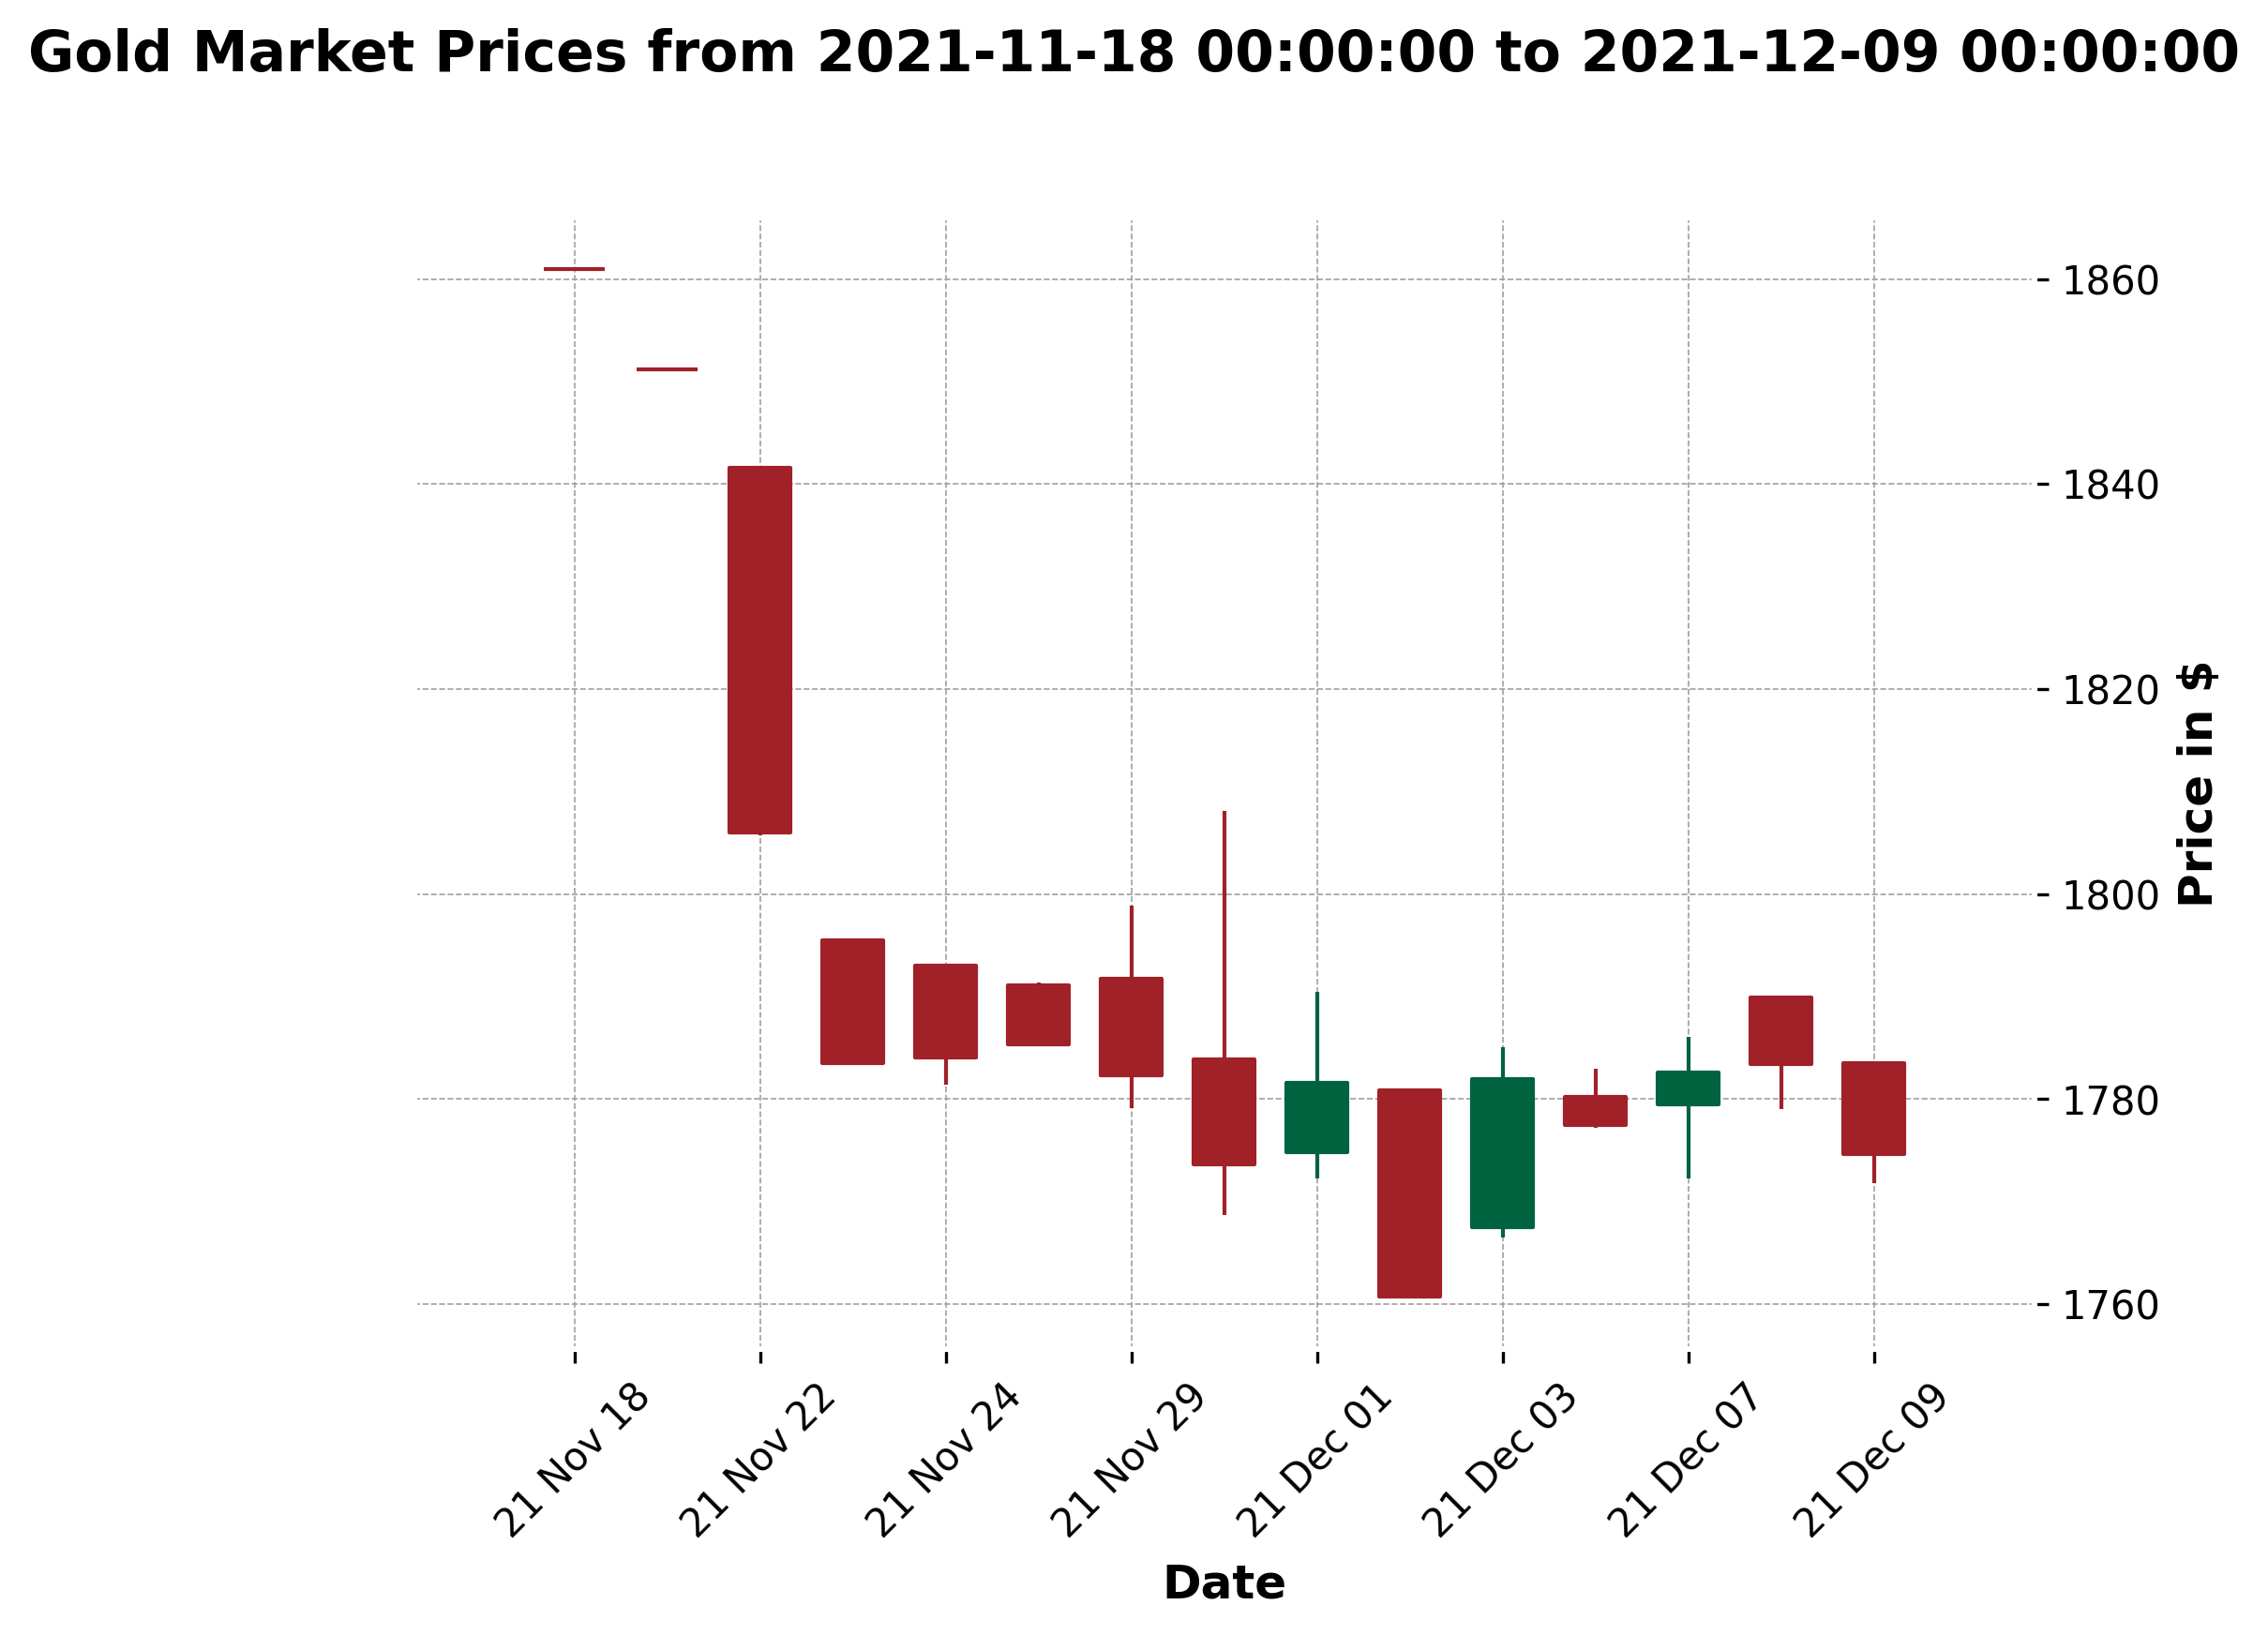 Gold Market Prices from 2021-11-18 00:00:00 to 2021-12-09 00:00:00
1860
1840
1820
1800
1780
1760
Price in $
21 Nov 18
21 Nov 22
21 Nov 24
21 Nov 29
21 Dec 01
21 Dec 03
21 Dec 07
21 Dec 09
Date